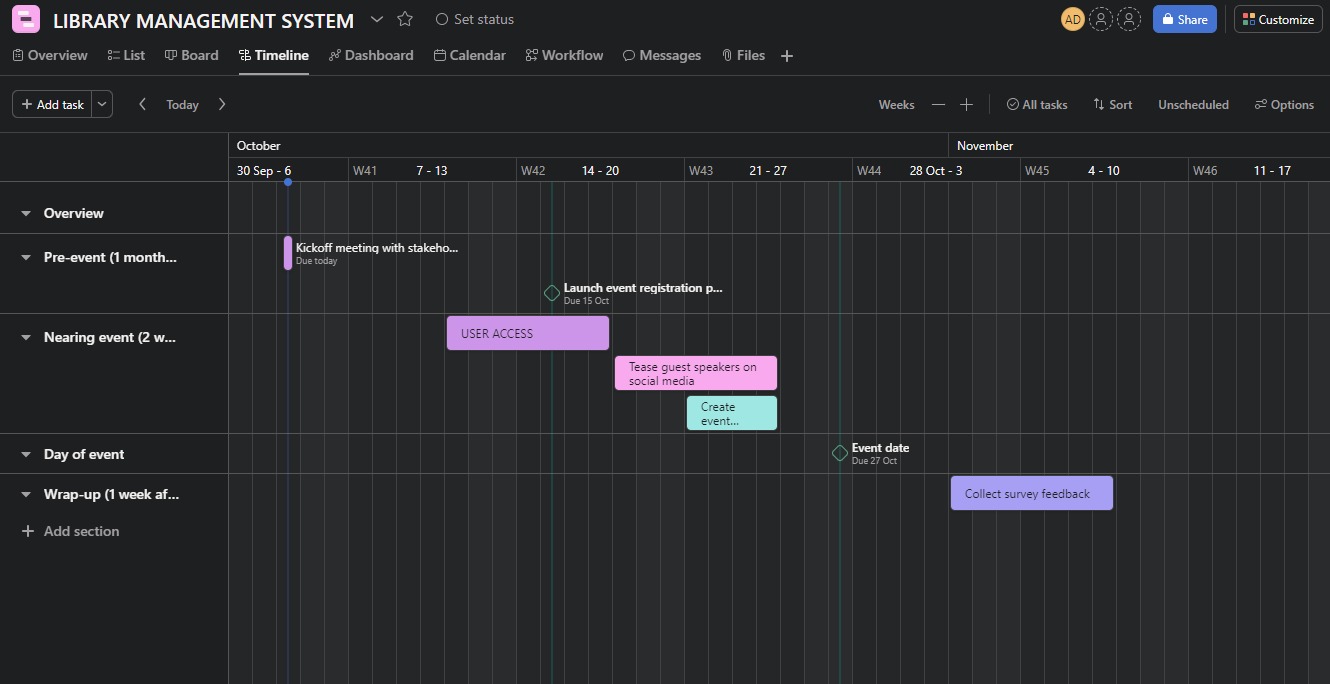 LIBRARY MANAGEMENT SYSTEM
Set status
AD
Share
Customize
Overview
List
Board
Timeline
Dashboard
Calendar
Workflow
Messages
Files
Add task
Today
Weeks
All tasks
Sort
Unscheduled
Options
October
November
30 Sep - 6
W41
7 - 13
W42
14 - 20
W43
21 - 27
W44
28 Oct - 3
W45
4 - 10
W46
11 - 17
Overview
Pre-event (1 month...
Kickoff meeting with stakeho...
Due today
Launch event registration p...
Due 15 Oct
Nearing event (2 w...
USER ACCESS
Tease guest speakers on
social media
Create
event...
Day of event
Event date
Due 27 Oct
Wrap-up (1 week af...
Collect survey feedback
Add section